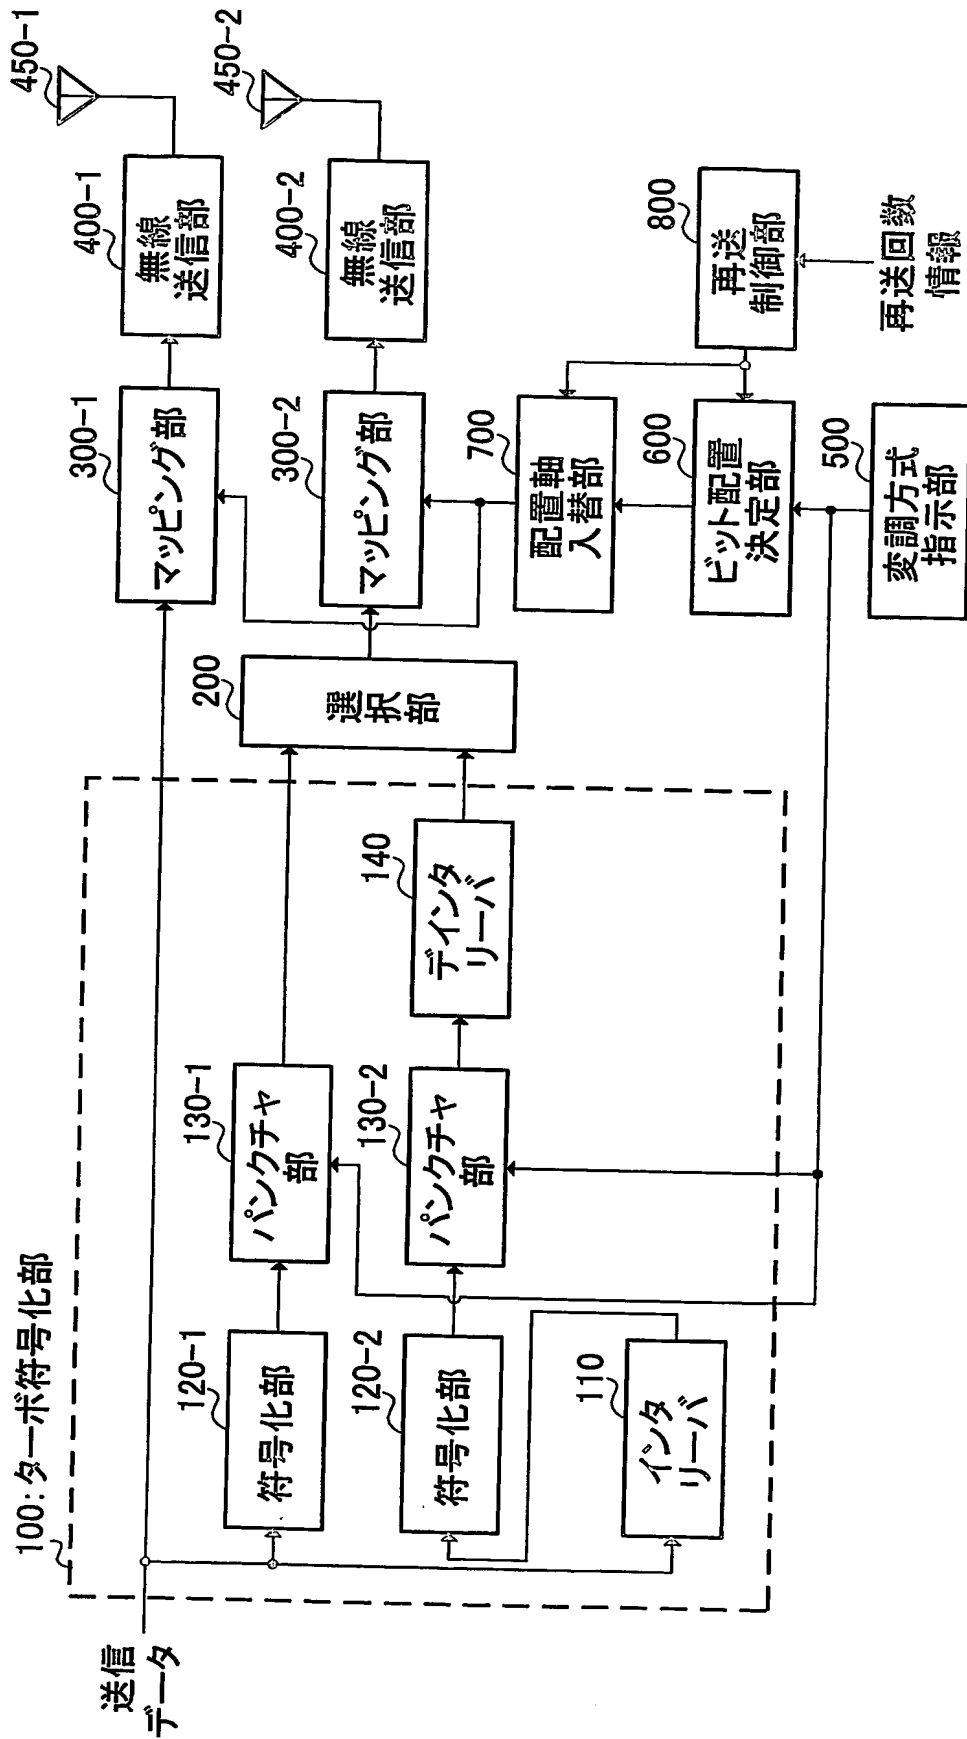 100:ターボ符号化部
送信
データ
120-1
符号化部
130-1
パンクチャ
部
120-2
符号化部
130-2
パンクチャ
部
140
デインタ
リーバ
110
インタ
リーバ
200
選択部
300-1
マッピング部
400-1
無線
送信部
450-1
300-2
マッピング部
400-2
無線
送信部
450-2
700
配置軸
入替部
600
ビット配置
決定部
500
変調方式
指示部
800
再送
制御部
再送回数
情報